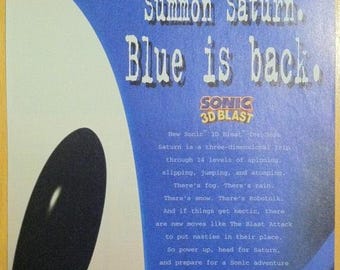 Summon Saturn.
Blue is back.
SONIC
3D BLAST
New Sonic™ 3D Blast™ for Sega
Saturn is a three-dimensional trip
through 14 levels of spinning,
slipping, jumping, and stomping.
There's fog. There's rain.
There's snow. There's Robotnik.
And if things get hectic, there
are new moves like The Blast Attack
to put nasties in their place.
So power up, head for Saturn,
and prepare for a Sonic adventure